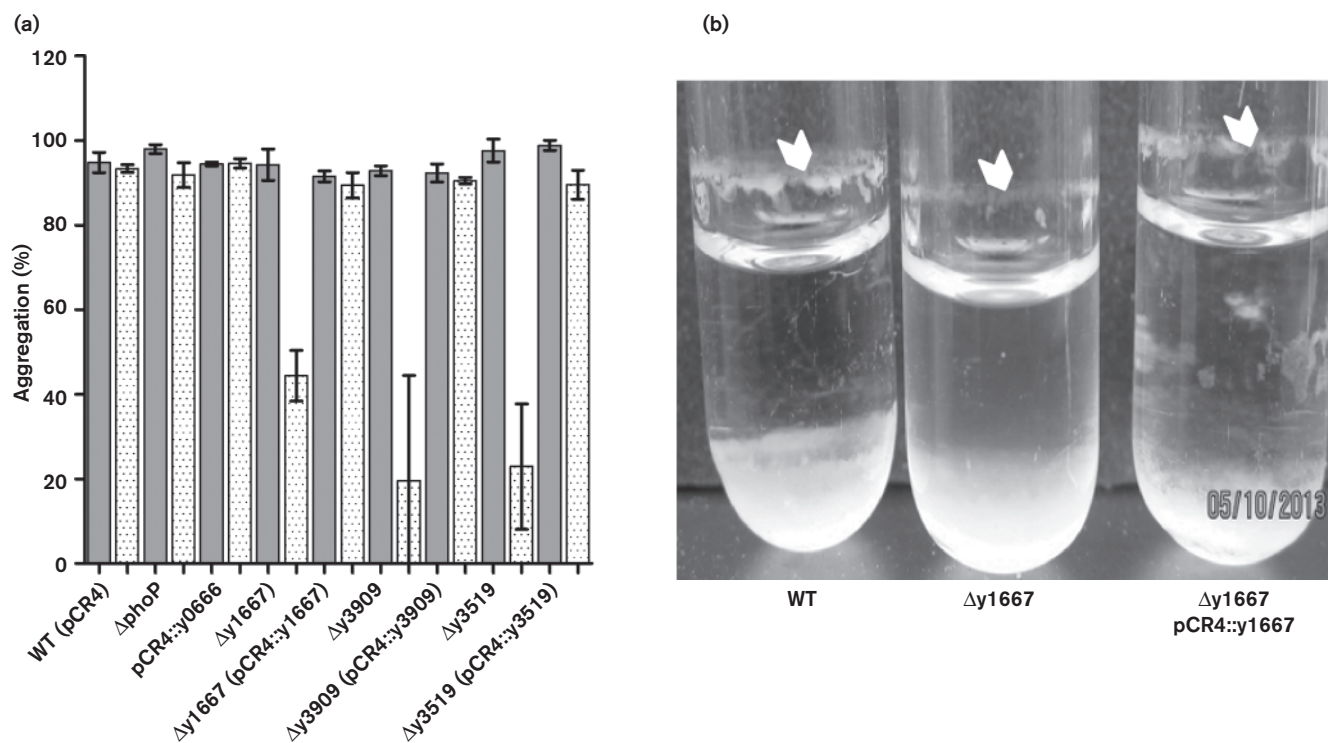 (a)
120
100
80
60
40
20
0
Aggregation (%)
WT (pCR4)
ΔphoP
pCR4::y0666
Δy1667)
Δy1667 (pCR4::y1667)
Δy3909
Δy3909 (pCR4::y3909)
Δy3519
Δy3519 (pCR4::y3519)
(b)
05/10/2013
WT
Δy1667
Δy1667
pCR4::y1667